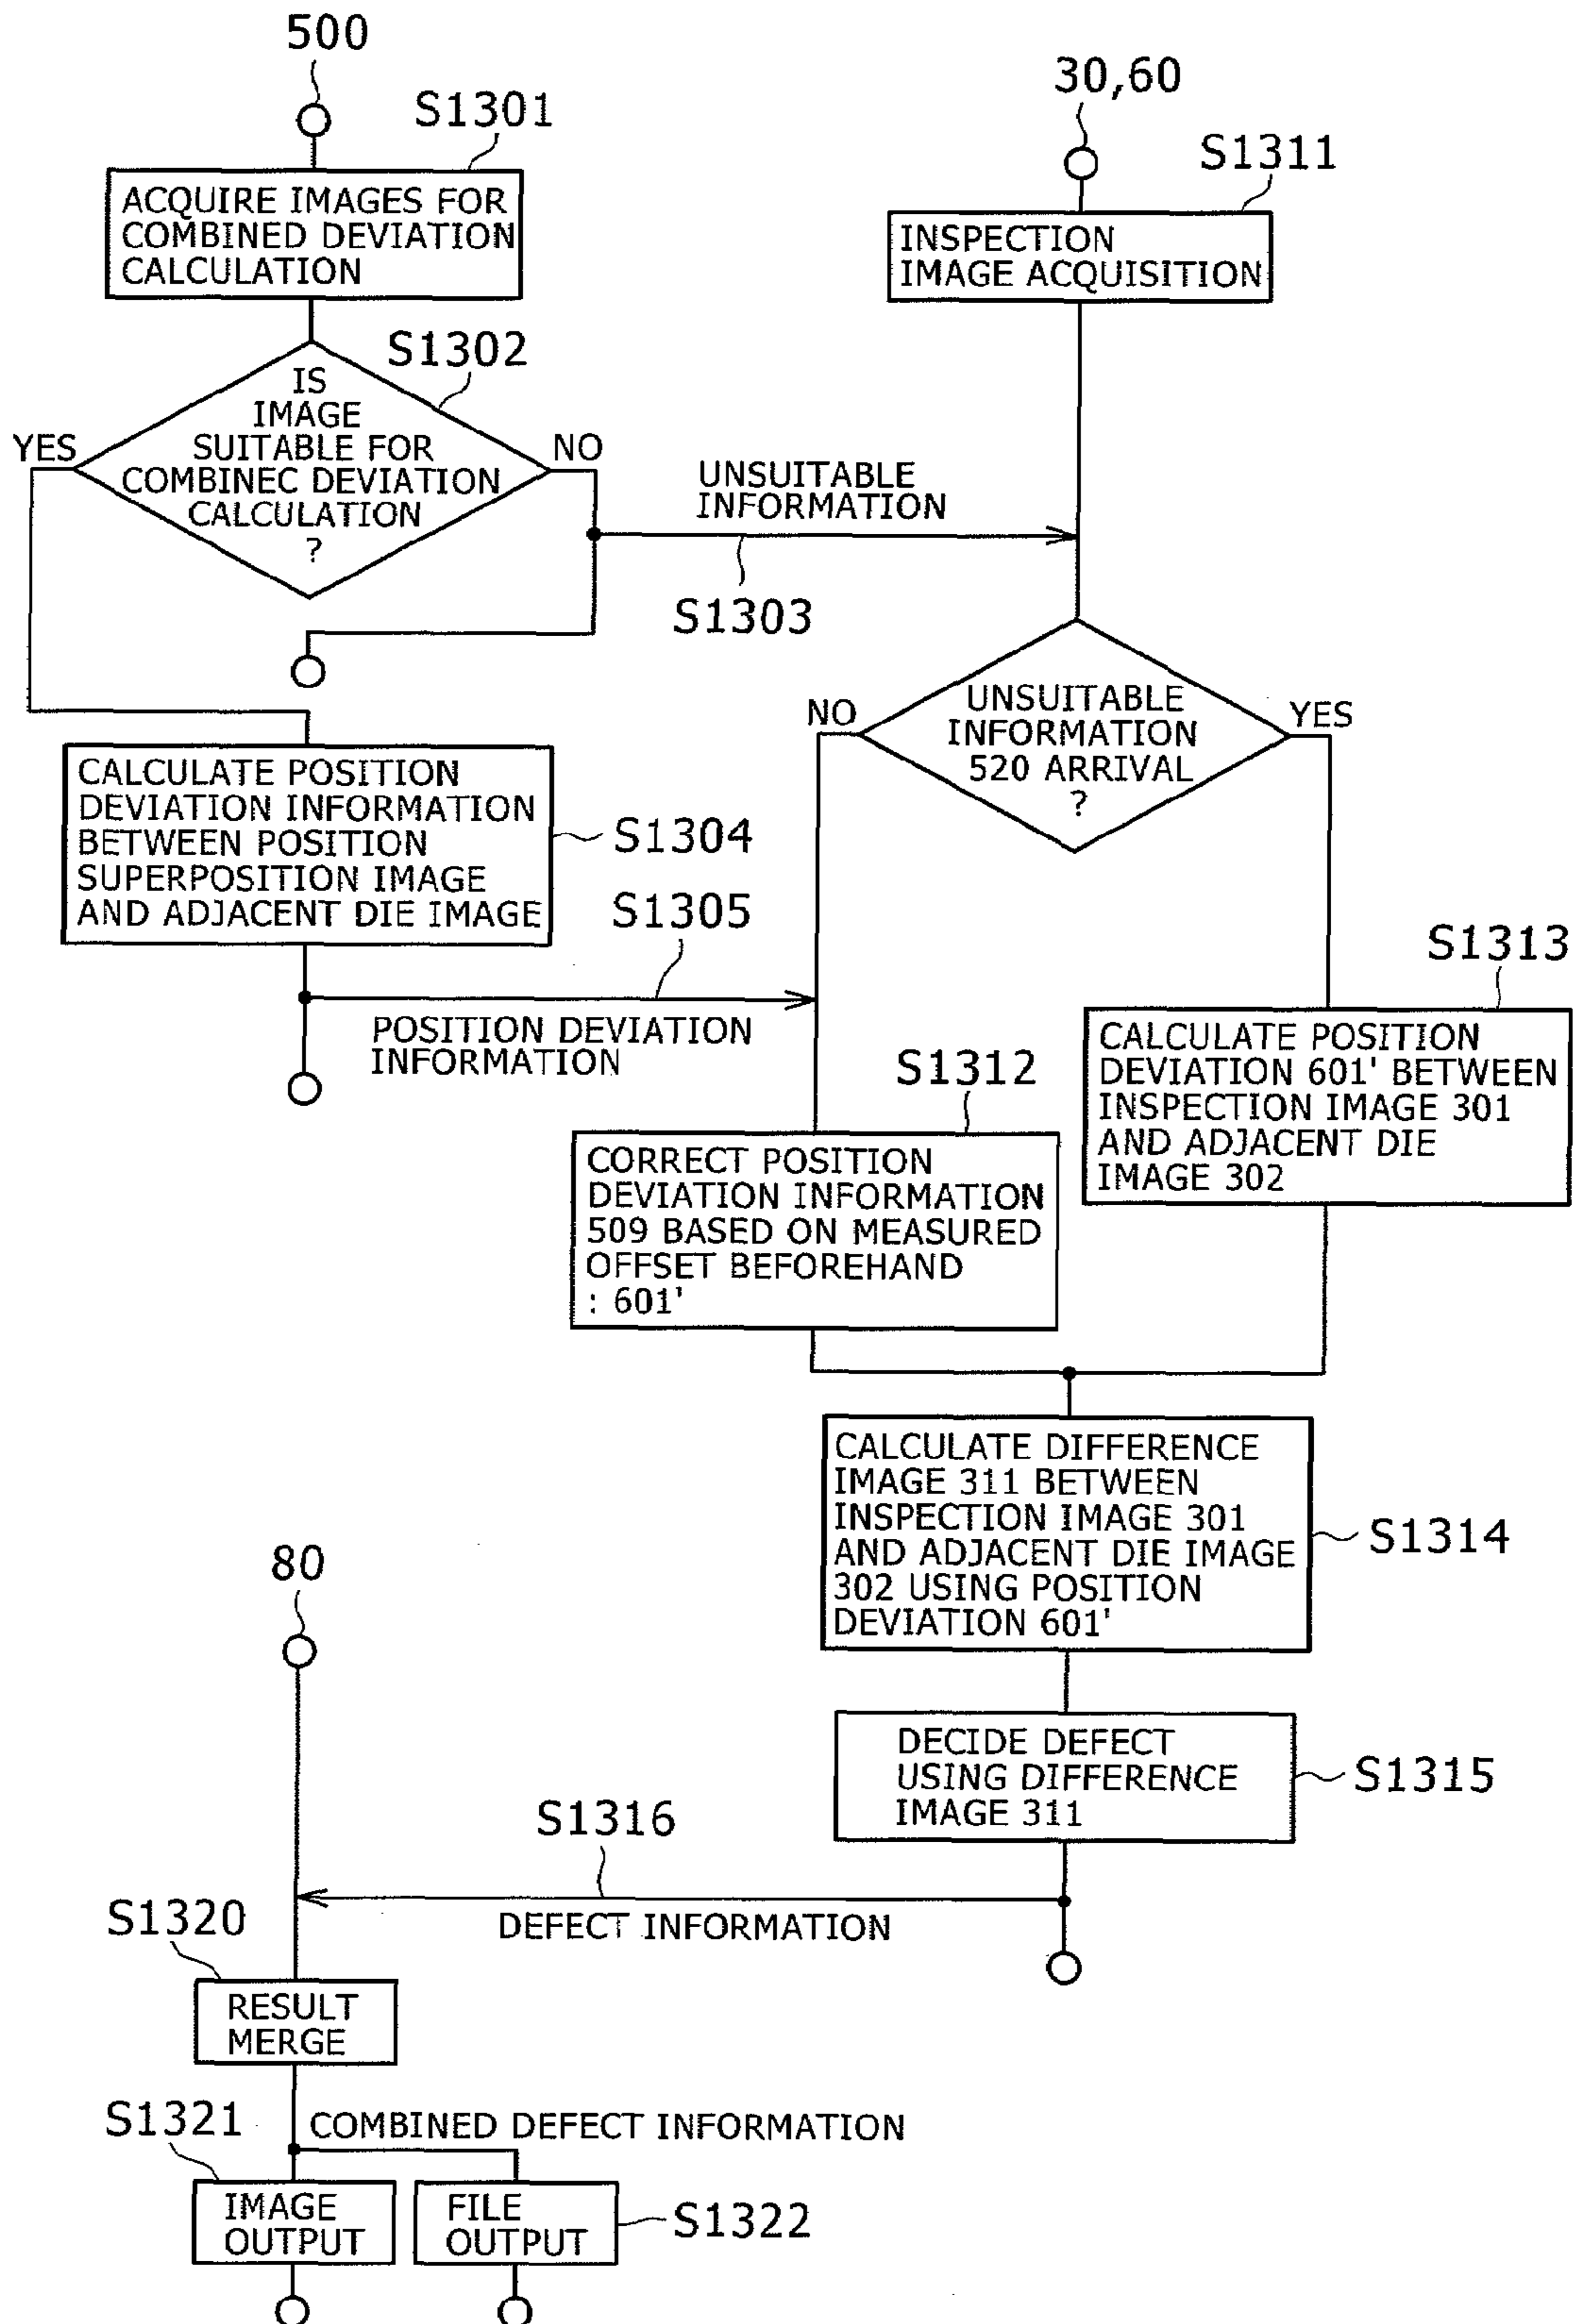 500
S1301
ACQUIRE IMAGES FOR
COMBINED DEVIATION
CALCULATION
S1302
IS
IMAGE
SUITABLE FOR
COMBINEC DEVIATION
CALCULATION
?
YES
NO
UNSUITABLE
INFORMATION
S1303
CALCULATE POSITION
DEVIATION INFORMATION
BETWEEN POSITION
SUPERPOSITION IMAGE
AND ADJACENT DIE IMAGE
S1304
S1305
POSITION DEVIATION
INFORMATION
30,60
S1311
INSPECTION
IMAGE ACQUISITION
UNSUITABLE
INFORMATION
520 ARRIVAL
?
NO
YES
S1312
CORRECT POSITION
DEVIATION INFORMATION
509 BASED ON MEASURED
OFFSET BEFOREHAND
: 601'
S1313
CALCULATE POSITION
DEVIATION 601' BETWEEN
INSPECTION IMAGE 301
AND ADJACENT DIE
IMAGE 302
CALCULATE DIFFERENCE
IMAGE 311 BETWEEN
INSPECTION IMAGE 301
AND ADJACENT DIE IMAGE
302 USING POSITION
DEVIATION 601'
S1314
DECIDE DEFECT
USING DIFFERENCE
IMAGE 311
S1315
S1316
DEFECT INFORMATION
80
S1320
RESULT
MERGE
S1321
COMBINED DEFECT INFORMATION
IMAGE
OUTPUT
FILE
OUTPUT
S1322